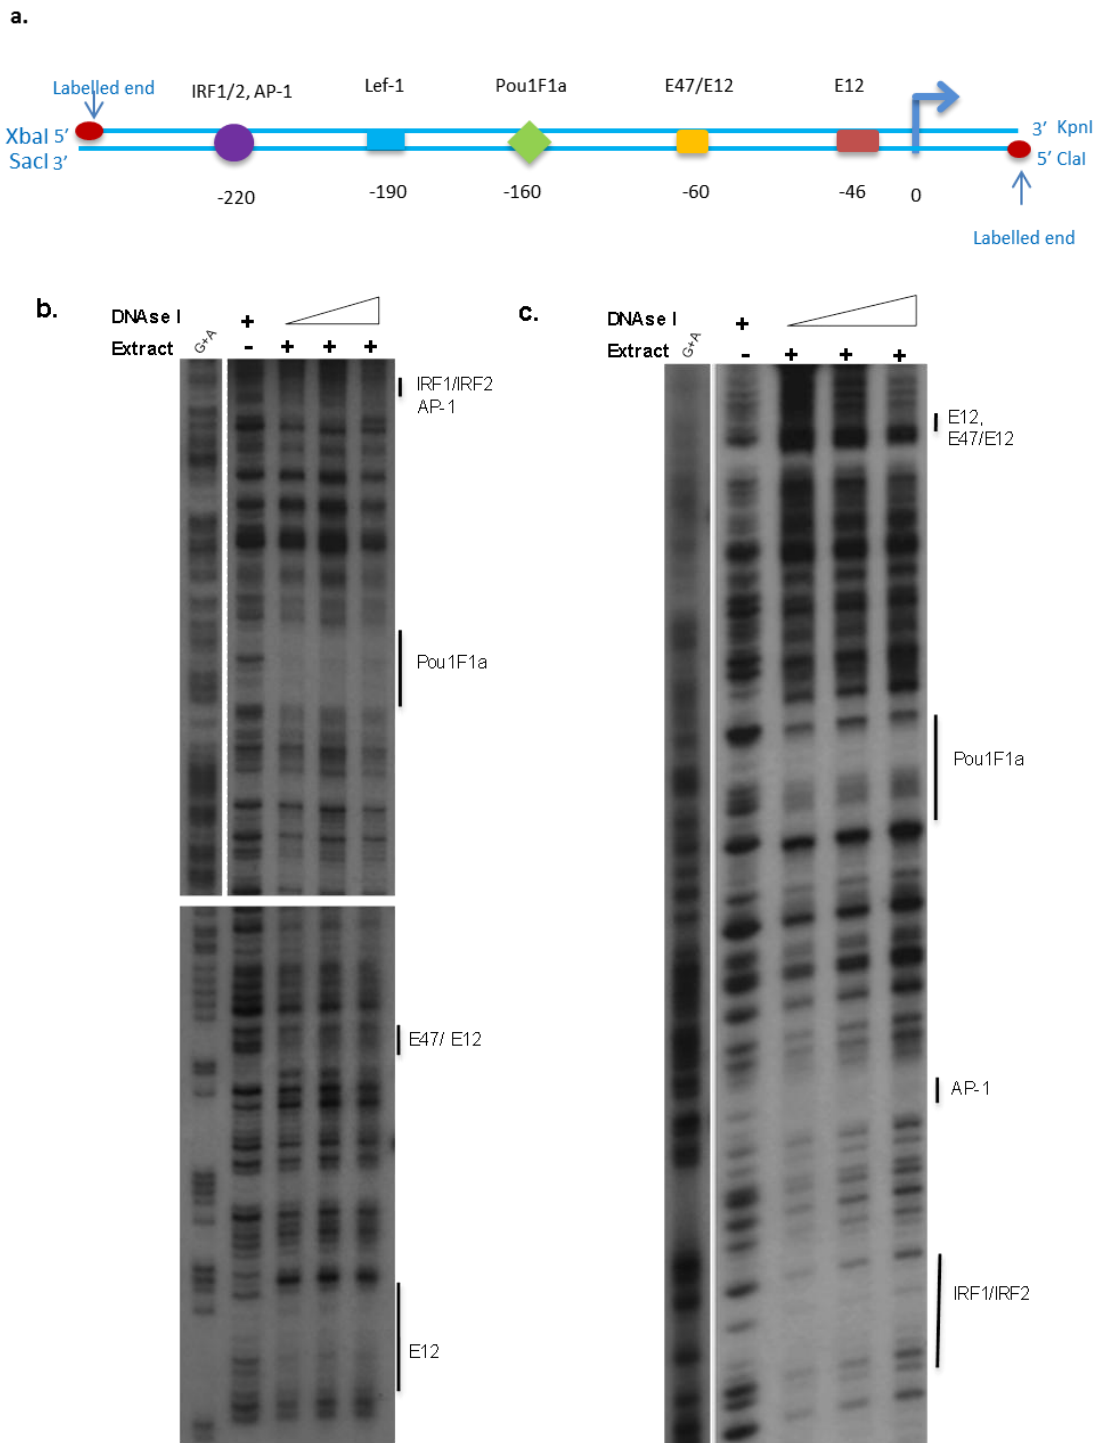 a.
Labelled end
IRF1/2, AP-1
Lef-1
Pou1F1a
E47/E12
E12
XbaI 5’
3’ KpnI
SacI 3’
5’ ClaI
-220
-190
-160
-60
-46
0
Labelled end
b.
DNAse I
+
Extract
G+A
- + + +
IRF1/IRF2
AP-1
Pou1F1a
E47/ E12
E12
c.
DNAse I
+
Extract
G+A
- + + +
E12,
E47/E12
Pou1F1a
AP-1
IRF1/IRF2